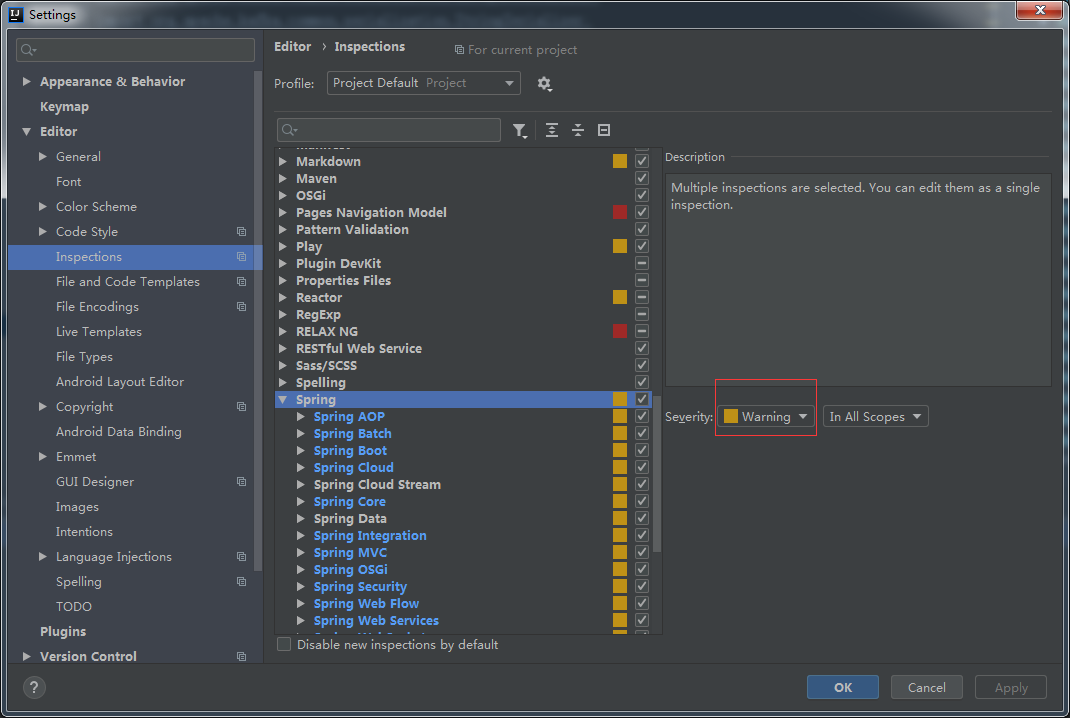 Settings
Appearance & Behavior
Keymap
Editor
General
Font
Color Scheme
Code Style
Inspections
File and Code Templates
File Encodings
Live Templates
File Types
Android Layout Editor
Copyright
Android Data Binding
Emmet
GUI Designer
Images
Intentions
Language Injections
Spelling
TODO
Plugins
Version Control
Editor › Inspections
For current project
Profile:
Project Default Project
Markdown
Maven
OSGi
Pages Navigation Model
Pattern Validation
Play
Plugin DevKit
Properties Files
Reactor
RegExp
RELAX NG
RESTful Web Service
Sass/SCSS
Spelling
Spring
Spring AOP
Spring Batch
Spring Boot
Spring Cloud
Spring Cloud Stream
Spring Core
Spring Data
Spring Integration
Spring MVC
Spring OSGi
Spring Security
Spring Web Flow
Spring Web Services
Disable new inspections by default
Description
Multiple inspections are selected. You can edit them as a single
inspection.
Severity:
Warning
In All Scopes
?
OK
Cancel
Apply